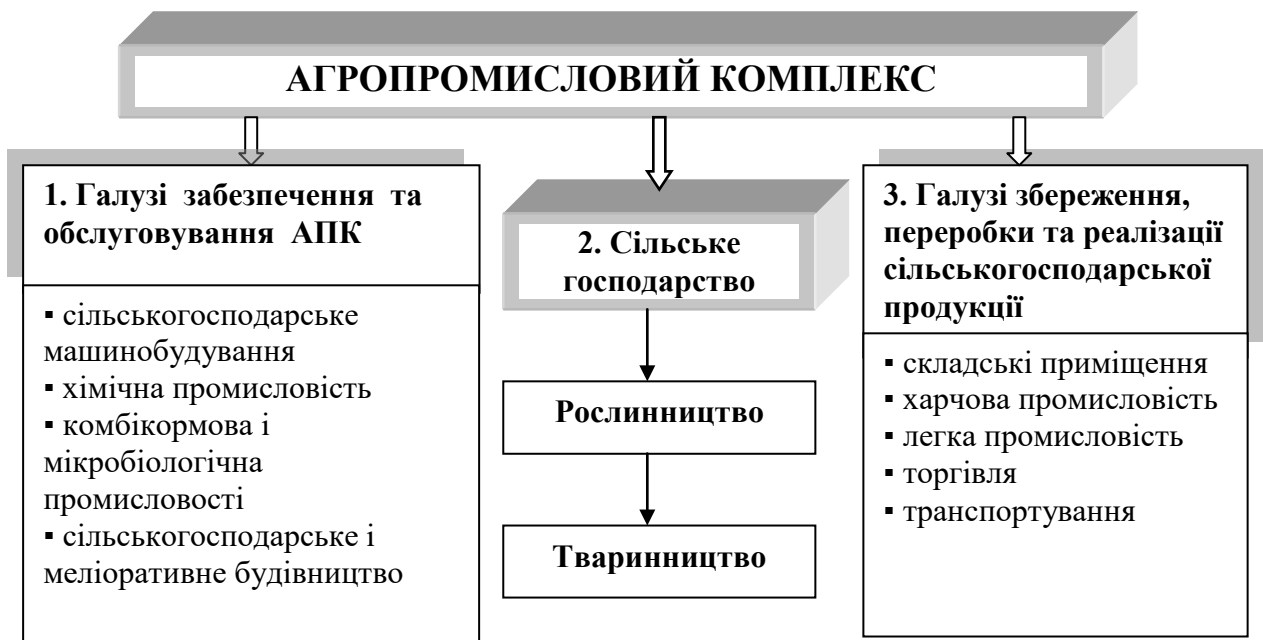 АГРОПРОМИСЛОВИЙ КОМПЛЕКС
1. Галузі забезпечення та
обслуговування АПК
▪ сільськогосподарське
машинобудування
▪ хімічна промисловість
▪ комбікормова і
мікробіологічна
промисловості
▪ сільськогосподарське і
меліоративне будівництво
2. Сільське
господарство
Рослинництво
Тваринництво
3. Галузі збереження,
переробки та реалізації
сільськогосподарської
продукції
▪ складські приміщення
▪ харчова промисловість
▪ легка промисловість
▪ торгівля
▪ транспортування